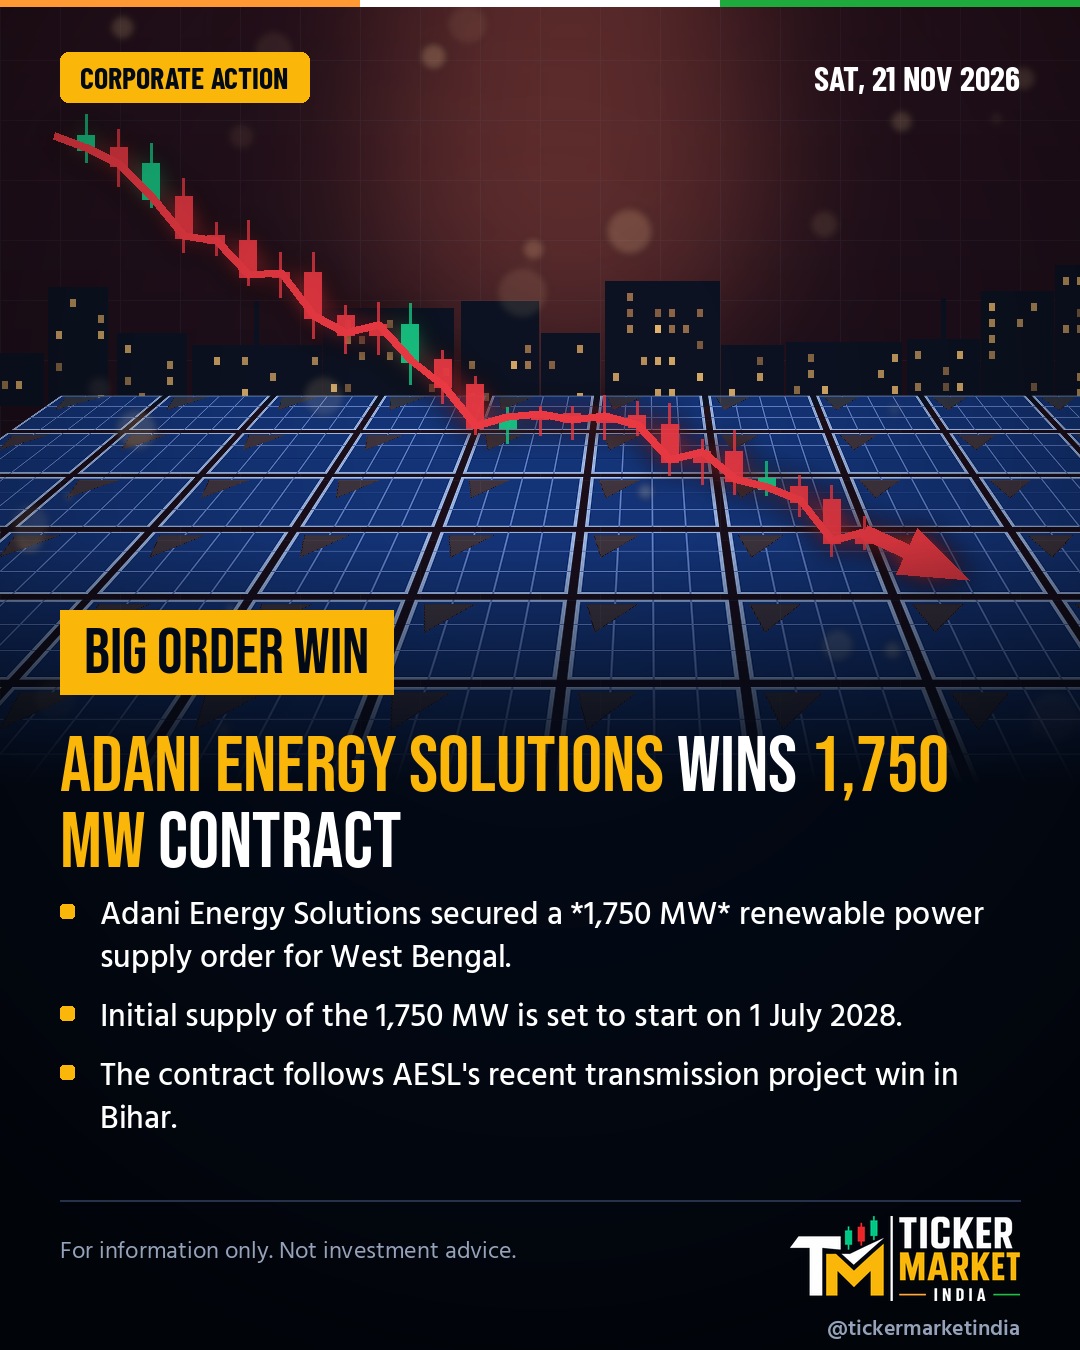 CORPORATE ACTION
SAT, 21 NOV 2026
BIG ORDER WIN
ADANI ENERGY SOLUTIONS WINS 1,750
MW CONTRACT
Adani Energy Solutions secured a *1,750 MW* renewable power
supply order for West Bengal.
Initial supply of the 1,750 MW is set to start on 1 July 2028.
The contract follows AESL's recent transmission project win in
Bihar.
For information only. Not investment advice.
TM
TICKER
MARKET
INDIA
@tickermarketindia